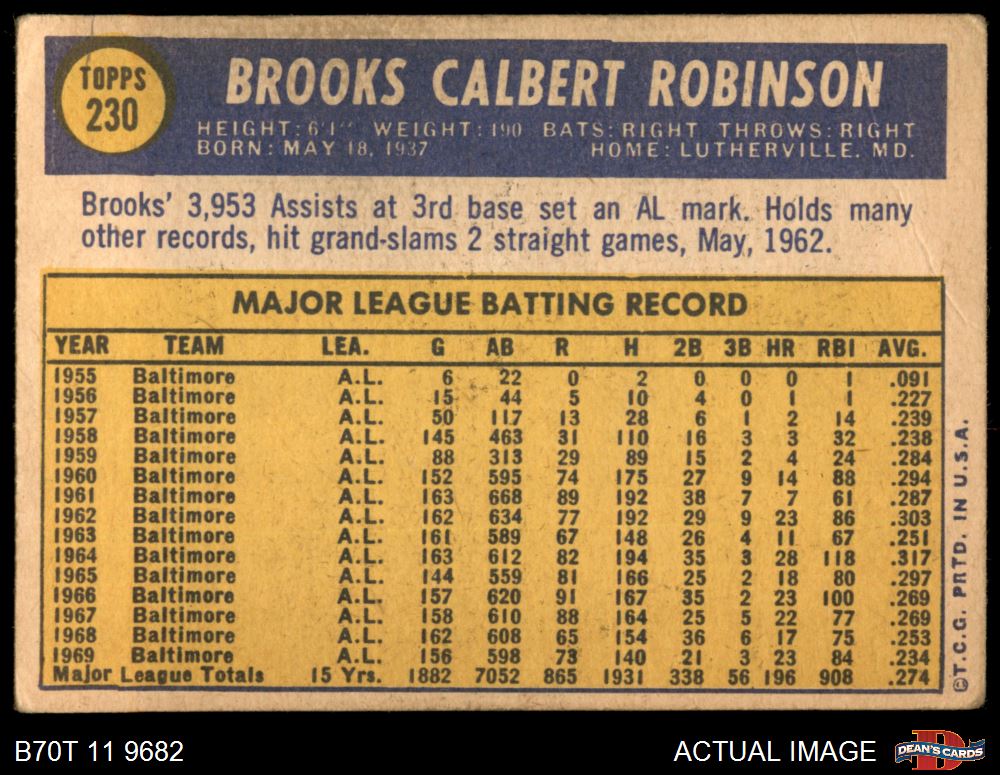 TOPPS
230
BROOKS CALBERT ROBINSON
HEIGHT: 6'1" WEIGHT: 190 BATS: RIGHT THROWS: RIGHT
BORN: MAY 18, 1937 HOME: LUTHERVILLE. MD.
Brooks' 3,953 Assists at 3rd base set an AL mark. Holds many
other records, hit grand-slams 2 straight games, May, 1962.
MAJOR LEAGUE BATTING RECORD
YEAR TEAM LEA. G AB R H 2B 3B HR RBI AVG.
1955 Baltimore A.L. 6 22 0 2 0 0 0 1 .091
1956 Baltimore A.L. 15 44 5 10 4 0 1 1 .227
1957 Baltimore A.L. 50 117 13 28 6 1 2 14 .239
1958 Baltimore A.L. 145 463 31 110 16 3 3 32 .238
1959 Baltimore A.L. 88 313 29 89 15 2 4 24 .284
1960 Baltimore A.L. 152 595 74 175 27 9 14 88 .294
1961 Baltimore A.L. 163 668 89 192 38 7 7 61 .287
1962 Baltimore A.L. 162 634 77 192 29 9 23 86 .303
1963 Baltimore A.L. 161 589 67 148 26 4 11 67 .251
1964 Baltimore A.L. 163 612 82 194 35 3 28 118 .317
1965 Baltimore A.L. 144 559 81 166 25 2 18 80 .297
1966 Baltimore A.L. 157 620 91 167 35 2 23 100 .269
1967 Baltimore A.L. 158 610 88 164 25 5 22 77 .269
1968 Baltimore A.L. 162 608 65 154 36 6 17 75 .253
1969 Baltimore A.L. 156 598 73 140 21 3 23 84 .234
Major League Totals 15 Yrs. 1882 7052 865 1931 338 56 196 908 .274
©T.C.G. PRTD. IN U.S.A.
B70T 11 9682
ACTUAL IMAGE
DEAN'S CARDS